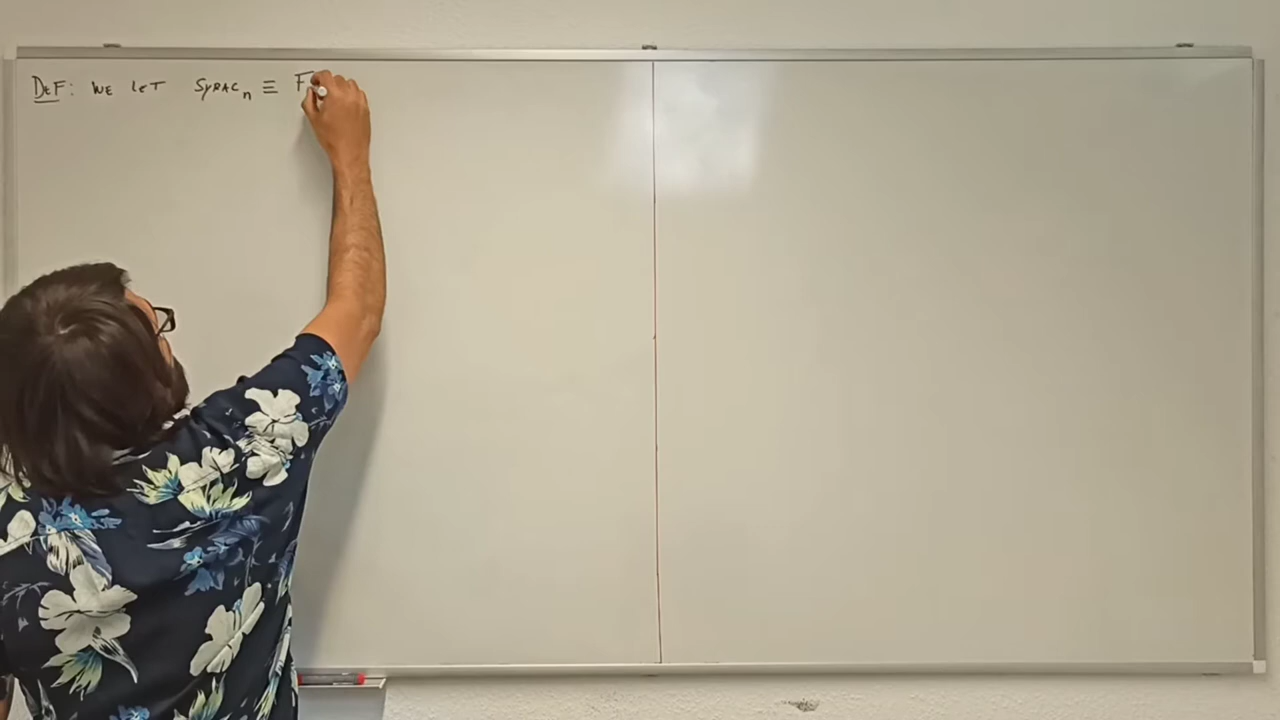 DEF: WE LET SYRAC_n ≡ F